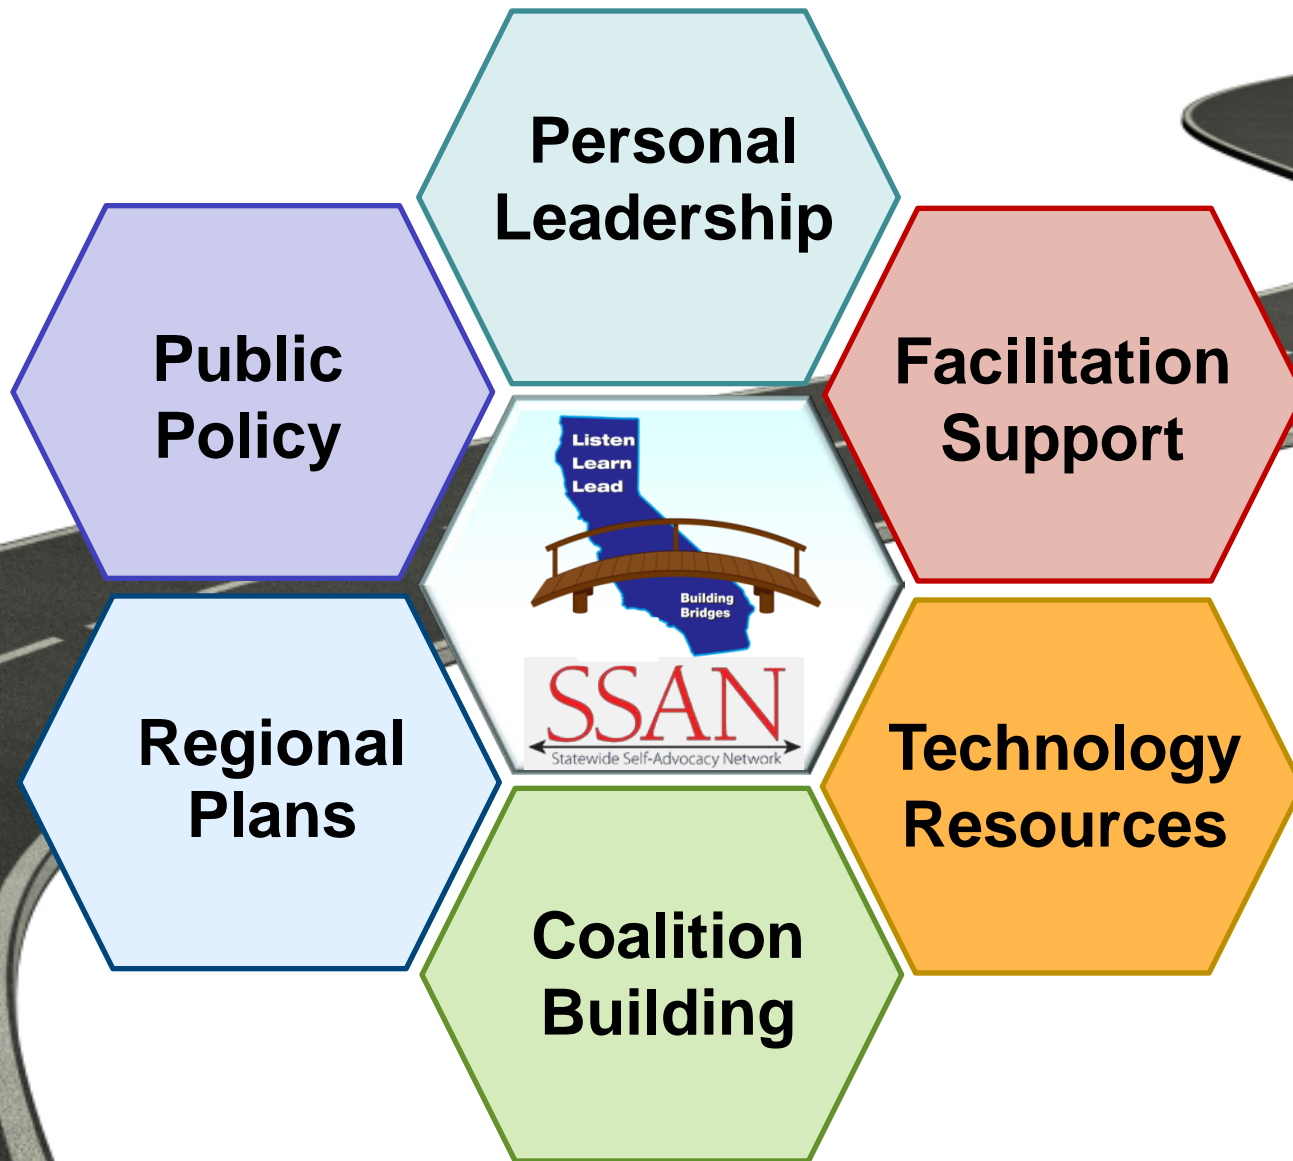 Personal
Leadership
Public
Policy
Facilitation
Support
Listen
Learn
Lead
Building
Bridges
SSAN
Statewide Self-Advocacy Network
Regional
Plans
Technology
Resources
Coalition
Building